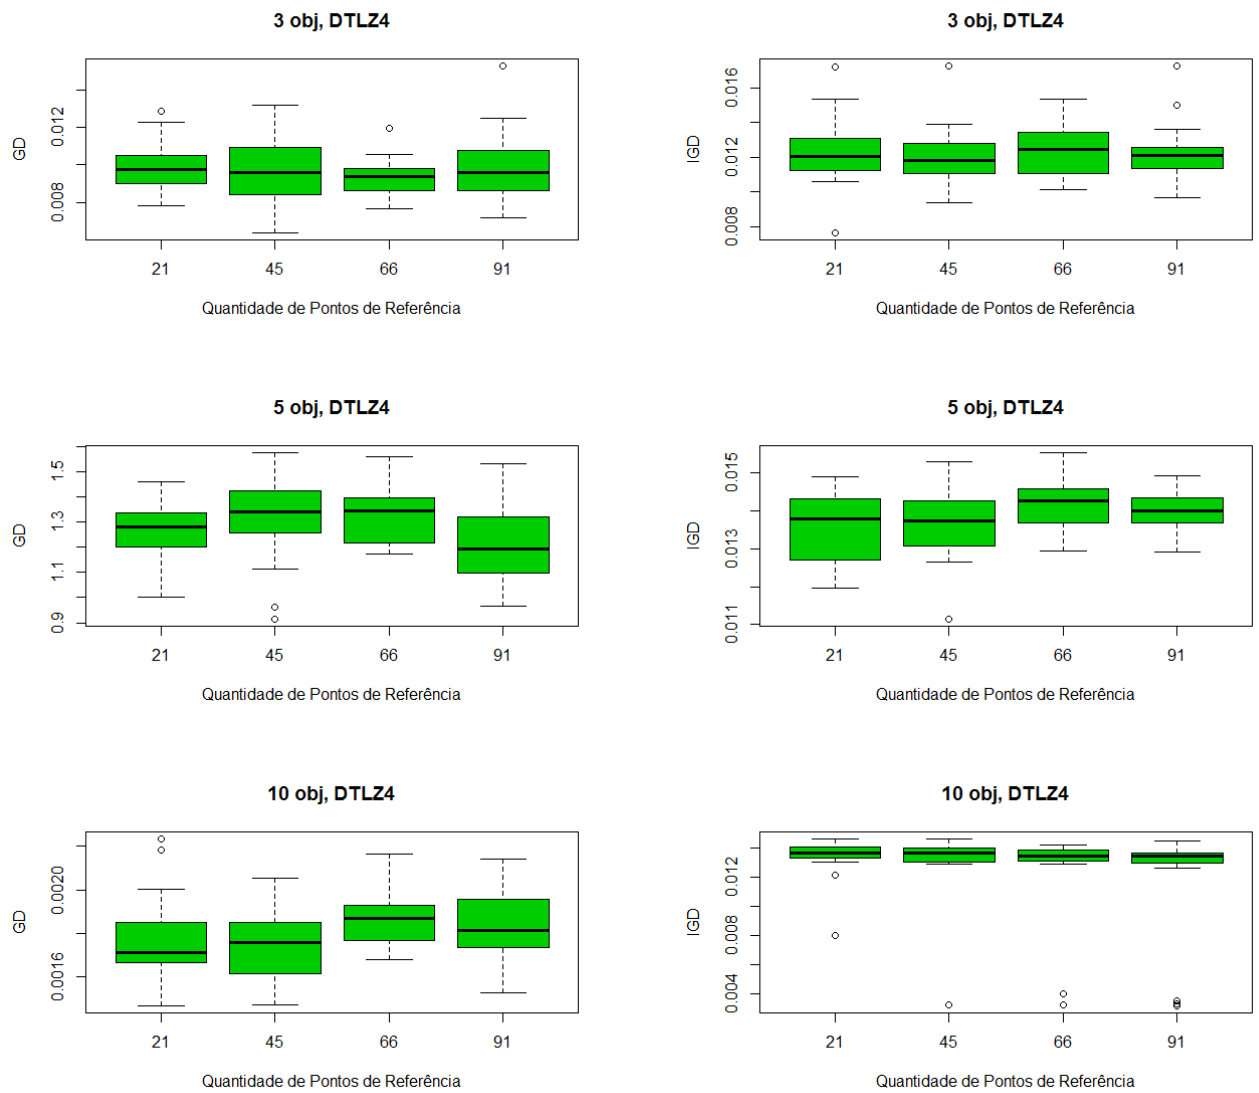 3 obj, DTLZ4
GD
0.012
0.008
21 45 66 91
Quantidade de Pontos de Referência
3 obj, DTLZ4
IGD
0.016
0.012
0.008
21 45 66 91
Quantidade de Pontos de Referência
5 obj, DTLZ4
GD
1.5
1.3
1.1
0.9
21 45 66 91
Quantidade de Pontos de Referência
5 obj, DTLZ4
IGD
0.015
0.013
0.011
21 45 66 91
Quantidade de Pontos de Referência
10 obj, DTLZ4
GD
0.0020
0.0016
21 45 66 91
Quantidade de Pontos de Referência
10 obj, DTLZ4
IGD
0.012
0.008
0.004
21 45 66 91
Quantidade de Pontos de Referência